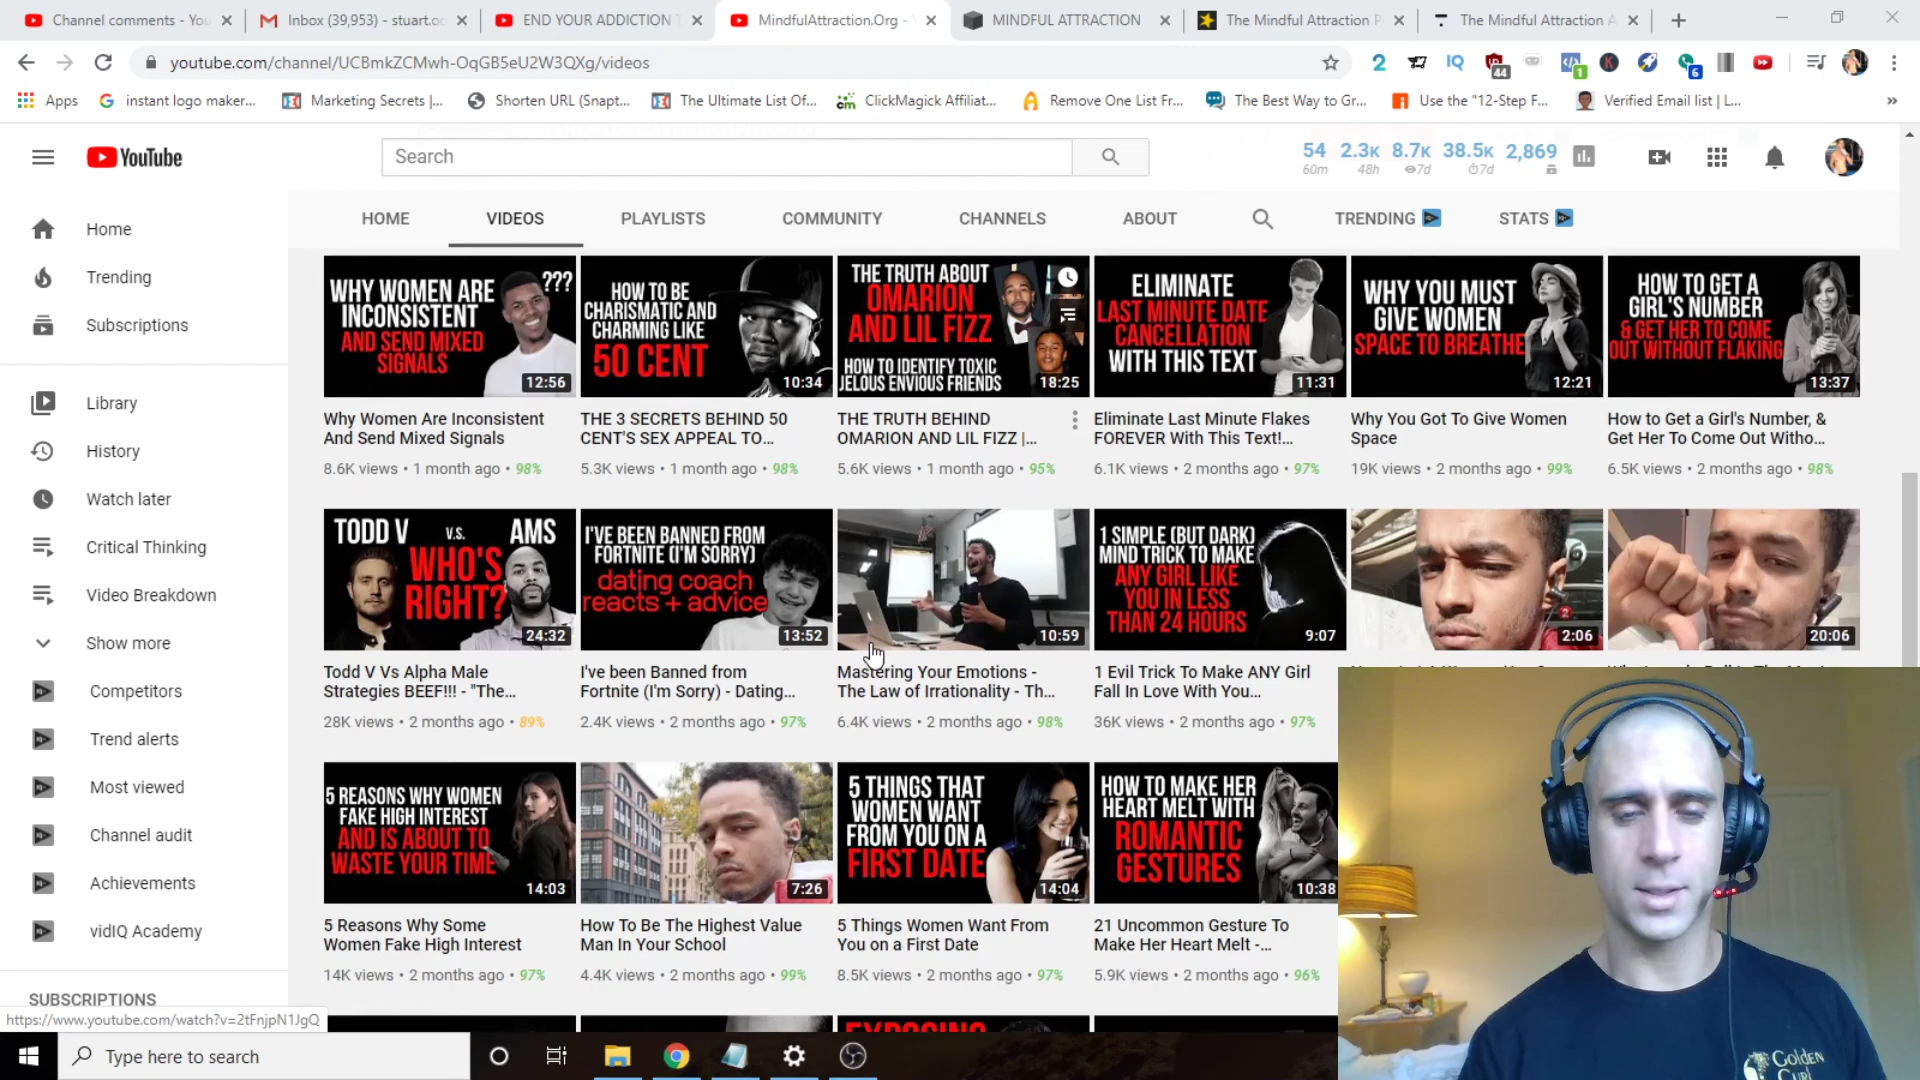 Channel comments - You
Inbox (39,953) - stuart.oc
END YOUR ADDICTION T
MindfulAttraction.Org -
MINDFUL ATTRACTION
The Mindful Attraction P
The Mindful Attraction A
youtube.com/channel/UCBmkZCMwh-OqGB5eU2W3QXg/videos
2
IQ
44
1
K
6
Apps
instant logo maker...
Marketing Secrets |...
Shorten URL (Snapt...
The Ultimate List Of...
ClickMagick Affiliat...
Remove One List Fr...
The Best Way to Gr...
Use the "12-Step F...
Verified Email list | L...
YouTube
Search
54 2.3K 8.7K 38.5K 2,869
60m 48h 7d 7d
HOME VIDEOS PLAYLISTS COMMUNITY CHANNELS ABOUT TRENDING STATS
Home
Trending
Subscriptions
Library
History
Watch later
Critical Thinking
Video Breakdown
Show more
Competitors
Trend alerts
Most viewed
Channel audit
Achievements
vidIQ Academy
SUBSCRIPTIONS
WHY WOMEN ARE
INCONSISTENT
AND SEND MIXED
SIGNALS
???
12:56
Why Women Are Inconsistent
And Send Mixed Signals
8.6K views • 1 month ago • 98%
HOW TO BE
CHARISMATIC AND
CHARMING LIKE
50 CENT
10:34
THE 3 SECRETS BEHIND 50
CENT'S SEX APPEAL TO...
5.3K views • 1 month ago • 98%
THE TRUTH ABOUT
OMARION
AND LIL FIZZ
HOW TO IDENTIFY TOXIC
JELOUS ENVIOUS FRIENDS
18:25
THE TRUTH BEHIND
OMARION AND LIL FIZZ |...
5.6K views • 1 month ago • 95%
ELIMINATE
LAST MINUTE DATE
CANCELLATION
WITH THIS TEXT
11:31
Eliminate Last Minute Flakes
FOREVER With This Text!...
6.1K views • 2 months ago • 97%
WHY YOU MUST
GIVE WOMEN
SPACE TO BREATHE
12:21
Why You Got To Give Women
Space
19K views • 2 months ago • 99%
HOW TO GET A
GIRL'S NUMBER
& GET HER TO COME
OUT WITHOUT FLAKING
13:37
How to Get a Girl's Number, &
Get Her To Come Out Witho...
6.5K views • 2 months ago • 98%
TODD V V.S. AMS
WHO'S
RIGHT?
24:32
Todd V Vs Alpha Male
Strategies BEEF!!! - "The...
28K views • 2 months ago • 89%
I'VE BEEN BANNED FROM
FORTNITE (I'M SORRY)
dating coach
reacts + advice
13:52
I've been Banned from
Fortnite (I'm Sorry) - Dating...
2.4K views • 2 months ago • 97%
10:59
Mastering Your Emotions -
The Law of Irrationality - Th...
6.4K views • 2 months ago • 98%
1 SIMPLE (BUT DARK)
MIND TRICK TO MAKE
ANY GIRL LIKE
YOU IN LESS
THAN 24 HOURS
9:07
1 Evil Trick To Make ANY Girl
Fall In Love With You...
36K views • 2 months ago • 97%
2
2:06
20:06
5 REASONS WHY WOMEN
FAKE HIGH INTEREST
AND IS ABOUT TO
WASTE YOUR TIME
14:03
5 Reasons Why Some
Women Fake High Interest
14K views • 2 months ago • 97%
7:26
How To Be The Highest Value
Man In Your School
4.4K views • 2 months ago • 99%
5 THINGS THAT
WOMEN WANT
FROM YOU ON A
FIRST DATE
14:04
5 Things Women Want From
You on a First Date
8.5K views • 2 months ago • 97%
HOW TO MAKE HER
HEART MELT WITH
ROMANTIC
GESTURES
10:38
21 Uncommon Gesture To
Make Her Heart Melt -...
5.9K views • 2 months ago • 96%
EXPOSING
https://www.youtube.com/watch?v=2tFnjpN1JgQ
Type here to search
Golden
Curl